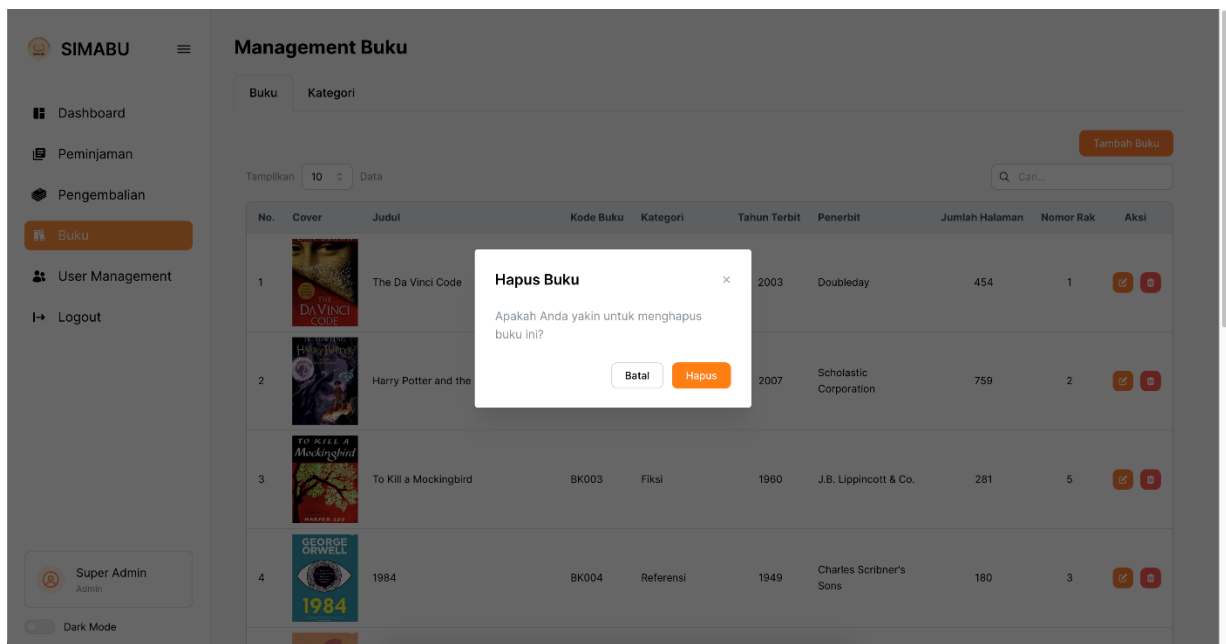 SIMABU
Management Buku
Buku Kategori
Dashboard
Peminjaman
Pengembalian
Buku
User Management
Logout
Tambah Buku
Tampilkan 10 Data
Cari...
No. Cover Judul Kode Buku Kategori Tahun Terbit Penerbit Jumlah Halaman Nomor Rak Aksi
1 The Da Vinci Code 2003 Doubleday 454 1
THE
DA VINCI
CODE
Hapus Buku
Apakah Anda yakin untuk menghapus
buku ini?
Batal Hapus
2 Harry Potter and the 2007 Scholastic
Corporation 759 2
Harry Potter
3 To Kill a Mockingbird BK003 Fiksi 1960 J.B. Lippincott & Co. 281 5
TO KILL A
Mockingbird
HARPER LEE
4 1984 BK004 Referensi 1949 Charles Scribner's
Sons 180 3
GEORGE
ORWELL
1984
Super Admin
Admin
Dark Mode